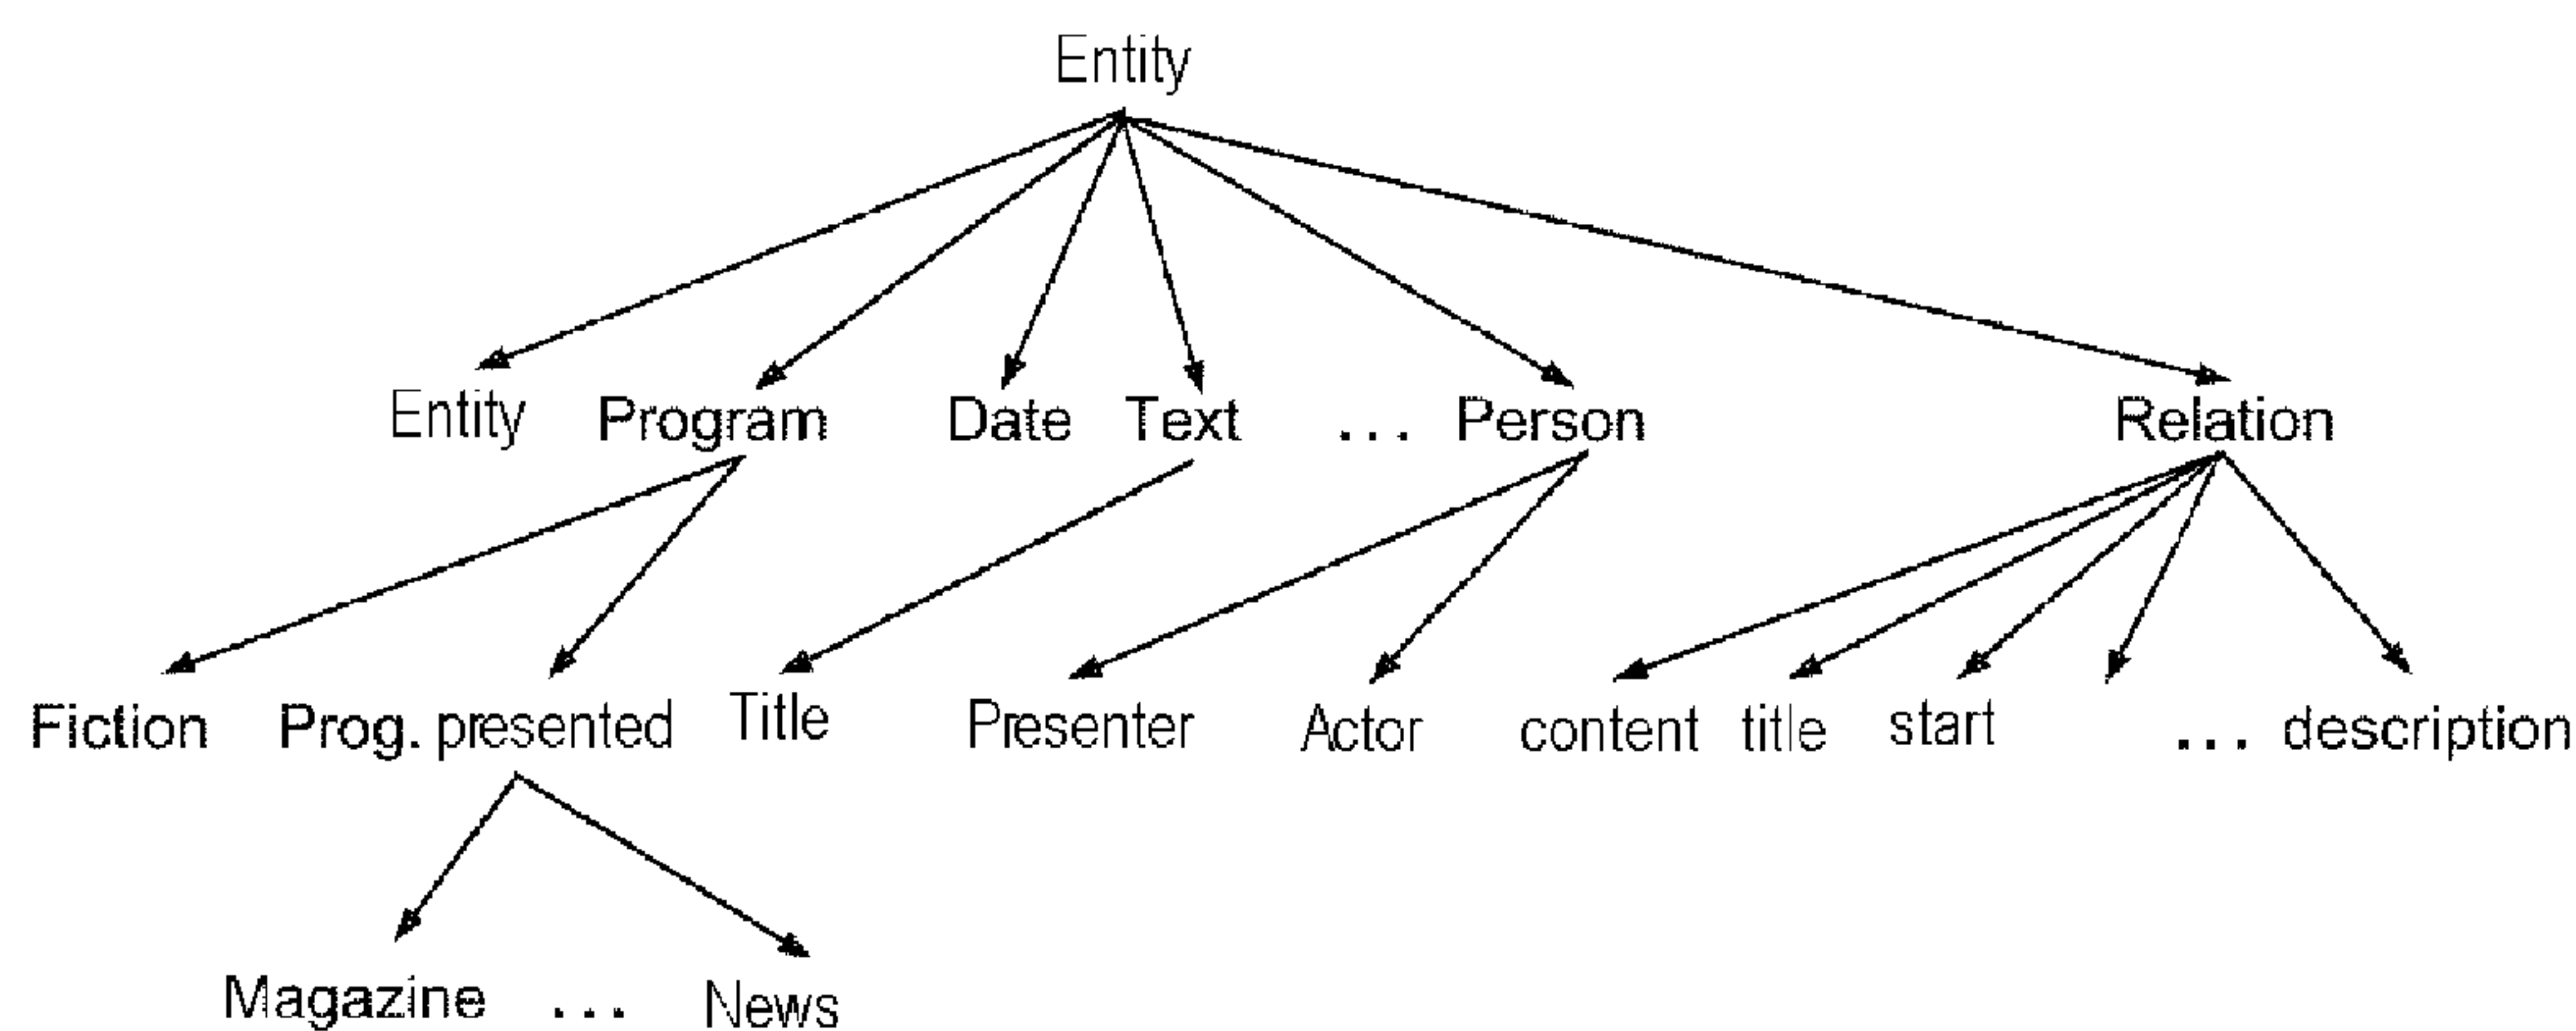 Entity
Entity Program Date Text ... Person Relation
Fiction Prog. presented Title Presenter Actor content title start ... description
Magazine ... News